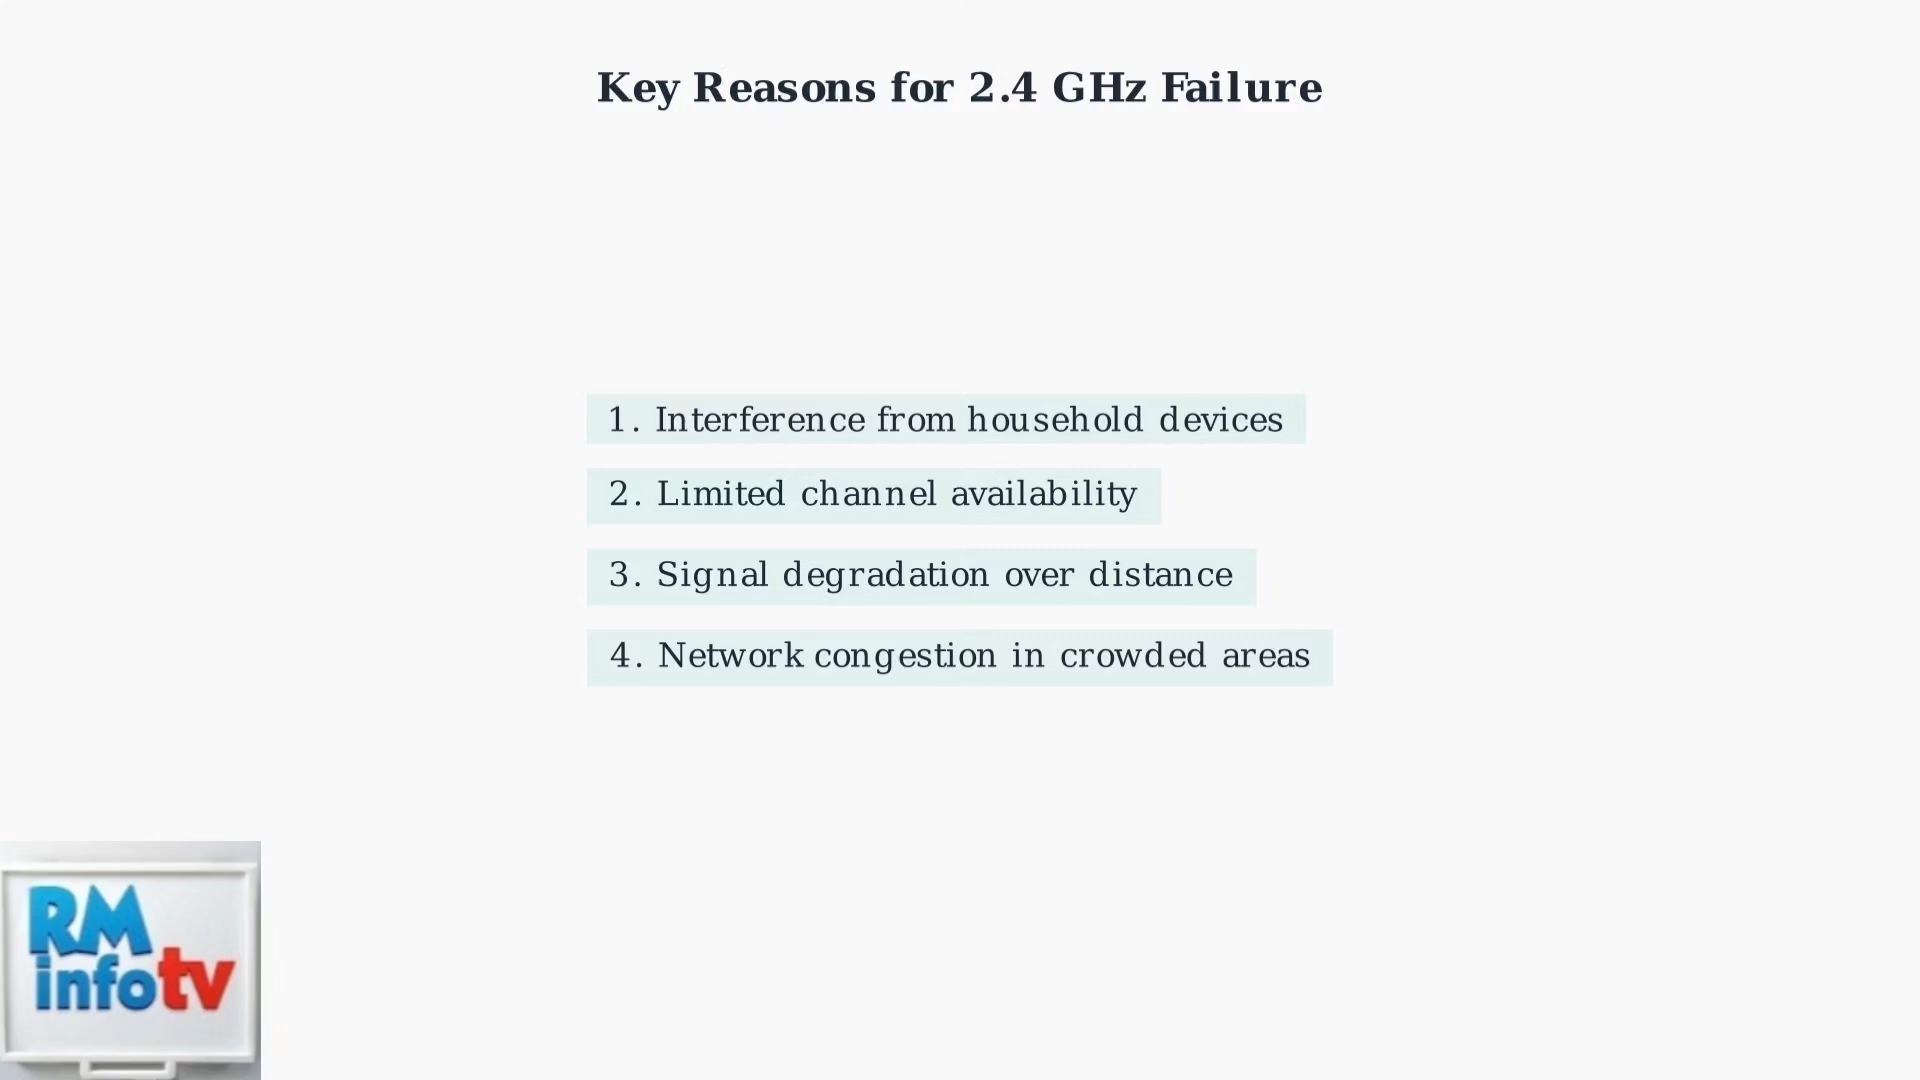 Key Reasons for 2.4 GHz Failure
1. Interference from household devices
2. Limited channel availability
3. Signal degradation over distance
4. Network congestion in crowded areas
RM
infotv